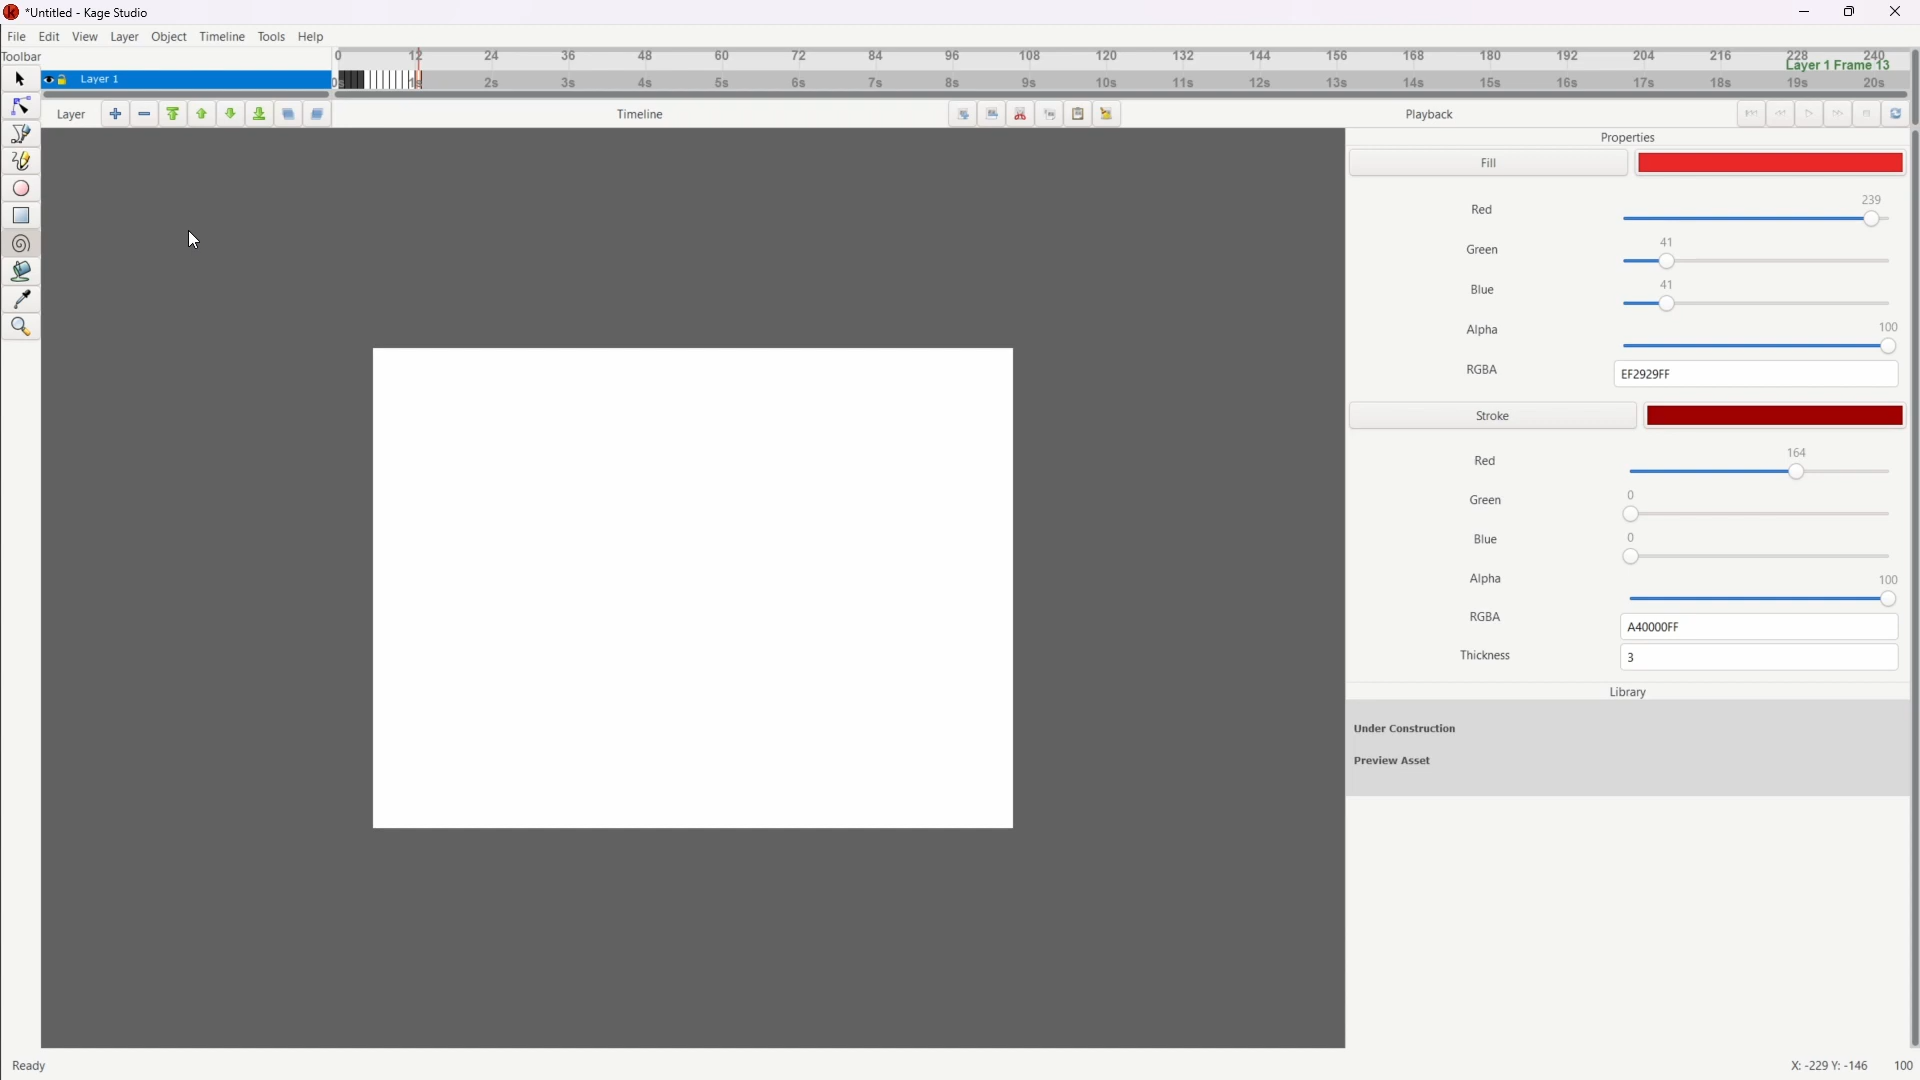 *Untitled - Kage Studio
File Edit View Layer Object Timeline Tools Help
Toolbar
0 12 24 36 48 60 72 84 96 108 120 132 144 156 168 180 192 204 216 228 240
Layer 1 Frame 13
Layer 1
0s 1s 2s 3s 4s 5s 6s 7s 8s 9s 10s 11s 12s 13s 14s 15s 16s 17s 18s 19s 20s
Layer Timeline Playback
Properties
Fill
Red 239
Green 41
Blue 41
Alpha 100
RGBA EF2929FF
Stroke
Red 164
Green 0
Blue 0
Alpha 100
RGBA A40000FF
Thickness 3
Library
Under Construction
Preview Asset
Ready X: -229 Y: -146 100